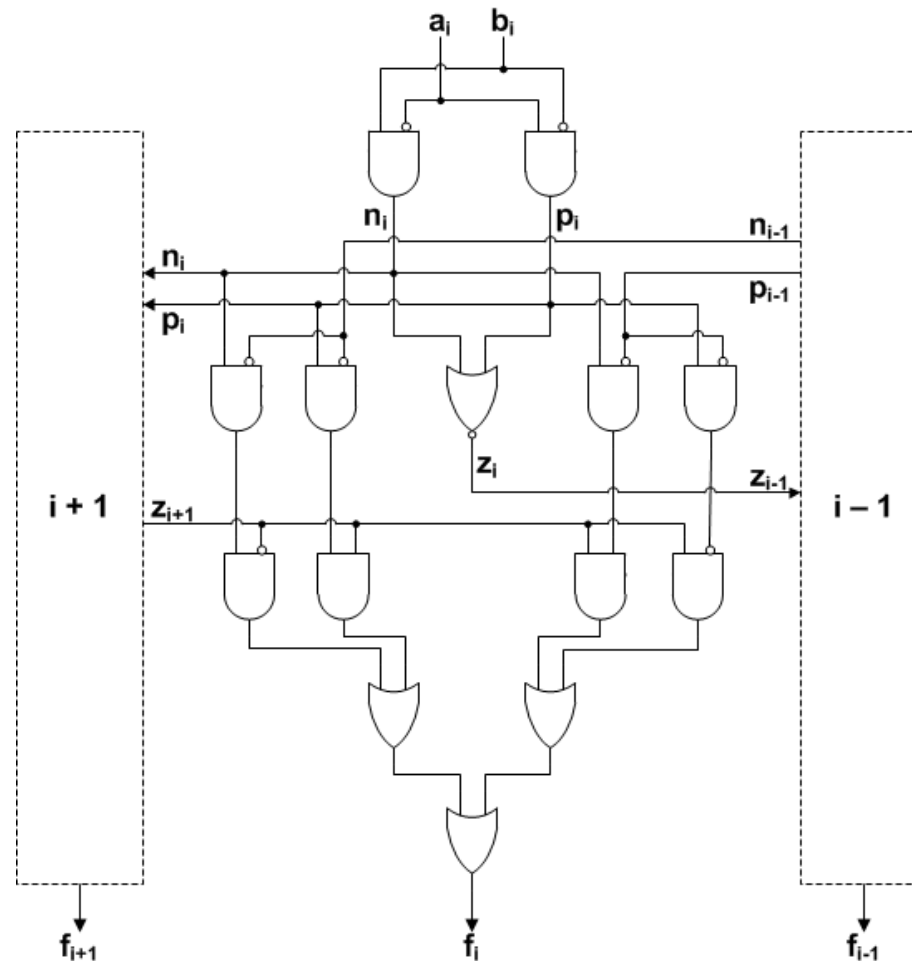 aᵢ bᵢ
nᵢ pᵢ nᵢ₋₁
nᵢ pᵢ₋₁
pᵢ
zᵢ zᵢ₋₁
i + 1 i – 1
zᵢ₊₁
fᵢ₊₁ fᵢ fᵢ₋₁